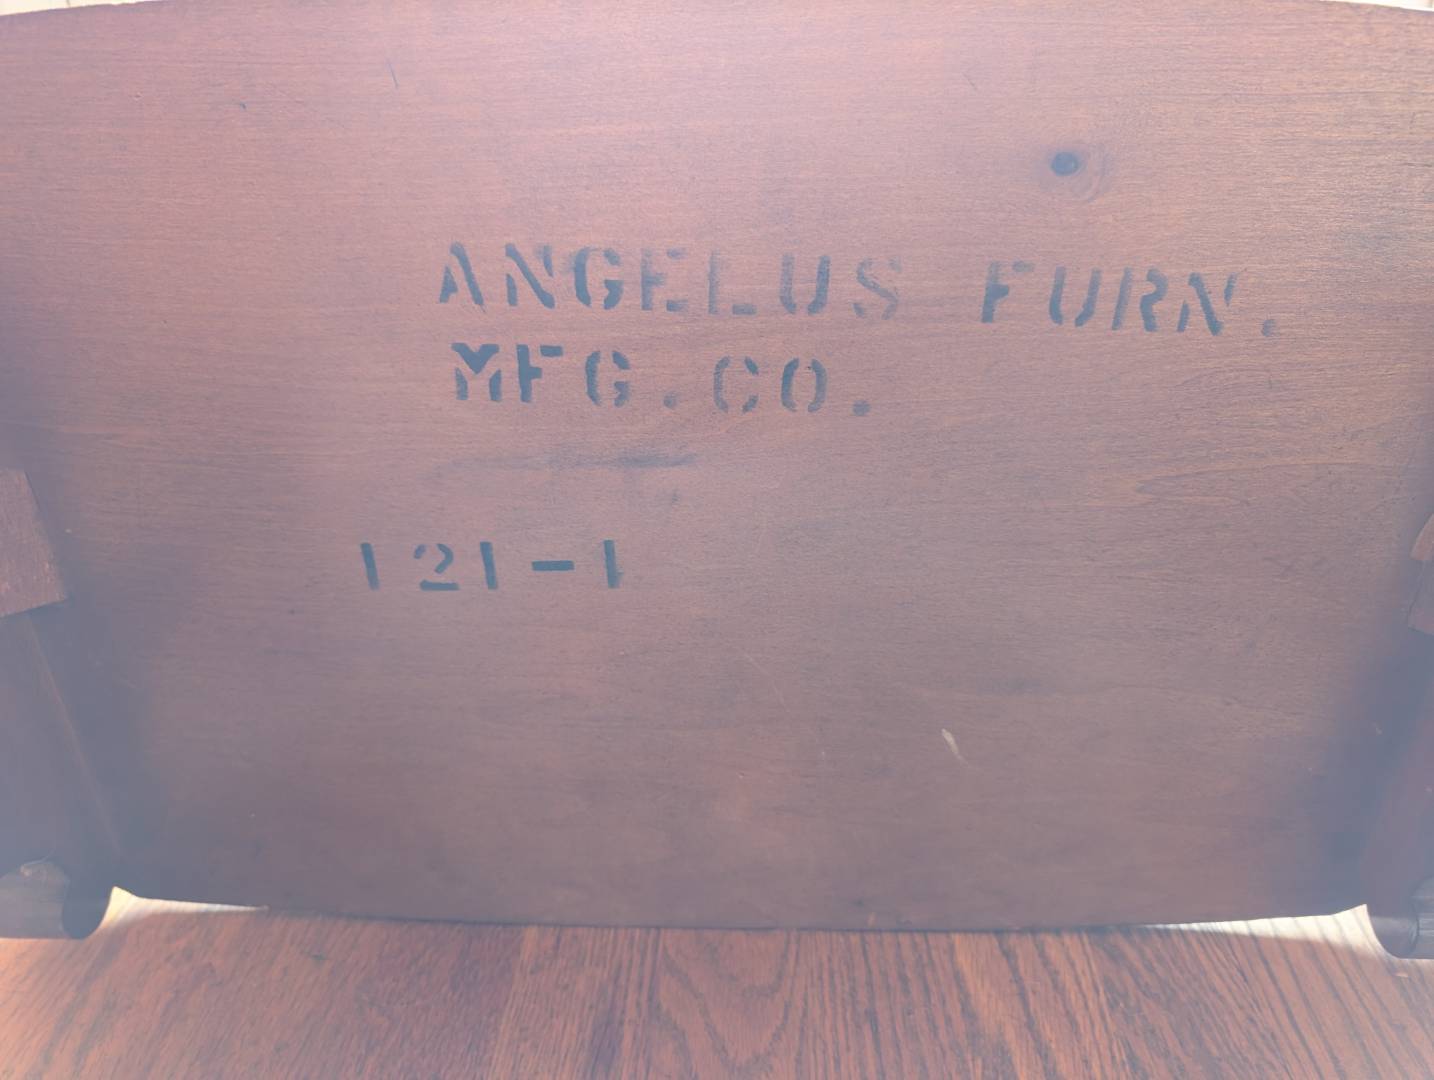 ANGELUS FURN.
MFG.CO.
121-1